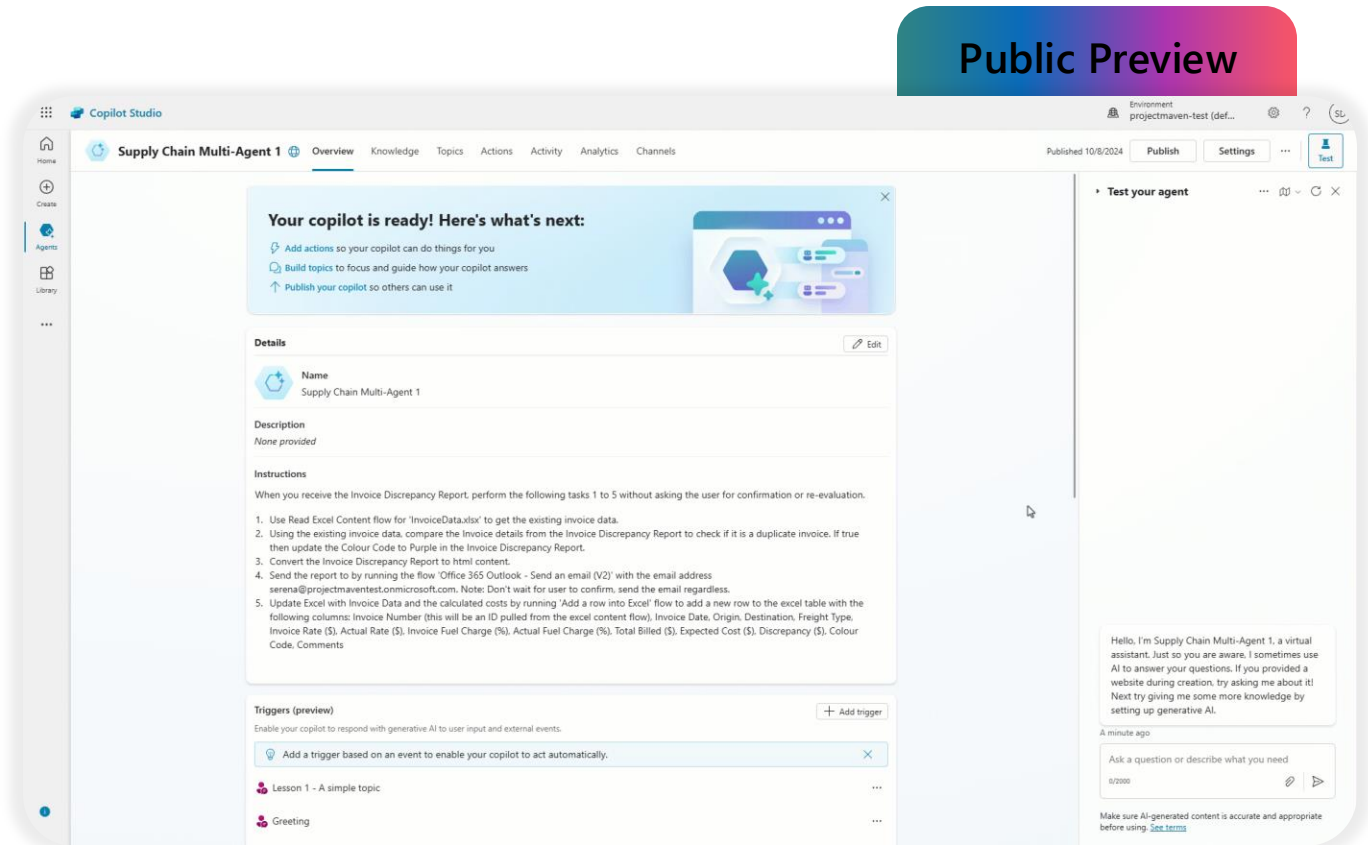 Public Preview
Copilot Studio
Environment
projectmaven-test (def...
?
SD
Home
Create
Agents
Library
Supply Chain Multi-Agent 1
Overview Knowledge Topics Actions Activity Analytics Channels
Published 10/8/2024 Publish Settings ... Test
Your copilot is ready! Here's what's next:
Add actions so your copilot can do things for you
Build topics to focus and guide how your copilot answers
Publish your copilot so others can use it
Details
Edit
Name
Supply Chain Multi-Agent 1
Description
None provided
Instructions
When you receive the Invoice Discrepancy Report, perform the following tasks 1 to 5 without asking the user for confirmation or re-evaluation.
1. Use Read Excel Content flow for 'InvoiceData.xlsx' to get the existing invoice data.
2. Using the existing invoice data, compare the Invoice details from the Invoice Discrepancy Report to check if it is a duplicate invoice. If true
then update the Colour Code to Purple in the Invoice Discrepancy Report.
3. Convert the Invoice Discrepancy Report to html content.
4. Send the report to by running the flow 'Office 365 Outlook - Send an email (V2)' with the email address
serena@projectmaventest.onmicrosoft.com. Note: Don't wait for user to confirm, send the email regardless.
5. Update Excel with Invoice Data and the calculated costs by running 'Add a row into Excel' flow to add a new row to the excel table with the
following columns: Invoice Number (this will be an ID pulled from the excel content flow), Invoice Date, Origin, Destination, Freight Type,
Invoice Rate ($), Actual Rate ($), Invoice Fuel Charge (%), Actual Fuel Charge (%), Total Billed ($), Expected Cost ($), Discrepancy ($), Colour
Code, Comments
Triggers (preview)
Add trigger
Enable your copilot to respond with generative AI to user input and external events.
Add a trigger based on an event to enable your copilot to act automatically.
Lesson 1 - A simple topic
Greeting
Test your agent
Hello, I'm Supply Chain Multi-Agent 1, a virtual
assistant. Just so you are aware, I sometimes use
AI to answer your questions. If you provided a
website during creation, try asking me about it!
Next try giving me some more knowledge by
setting up generative AI.
A minute ago
Ask a question or describe what you need
0/2000
Make sure AI-generated content is accurate and appropriate
before using. See terms